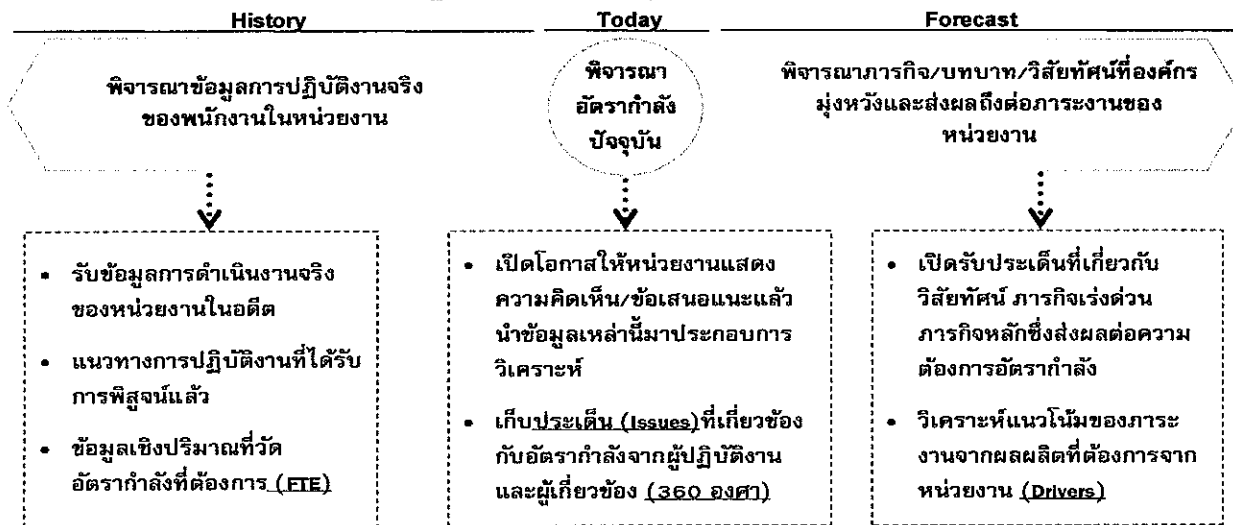 History
Today
Forecast
พิจารณาข้อมูลการปฏิบัติงานจริง
ของพนักงานในหน่วยงาน
พิจารณา
อัตรากำลัง
ปัจจุบัน
พิจารณาภารกิจ/บทบาท/วิสัยทัศน์ที่องค์กร
มุ่งหวังและส่งผลถึงต่อภาระงานของ
หน่วยงาน
• รับข้อมูลการดำเนินงานจริง
ของหน่วยงานในอดีต
• แนวทางการปฏิบัติงานที่ได้รับ
การพิสูจน์แล้ว
• ข้อมูลเชิงปริมาณที่วัด
อัตรากำลังที่ต้องการ (FTE)
• เปิดโอกาสให้หน่วยงานแสดง
ความคิดเห็น/ข้อเสนอแนะแล้ว
นำข้อมูลเหล่านี้มาประกอบการ
วิเคราะห์
• เก็บประเด็น (Issues)ที่เกี่ยวข้อง
กับอัตรากำลังจากผู้ปฏิบัติงาน
และผู้เกี่ยวข้อง (360 องศา)
• เปิดรับประเด็นที่เกี่ยวกับ
วิสัยทัศน์ ภารกิจเร่งด่วน
ภารกิจหลักซึ่งส่งผลต่อความ
ต้องการอัตรากำลัง
• วิเคราะห์แนวโน้มของภาระ
งานจากผลผลิตที่ต้องการจาก
หน่วยงาน (Drivers)